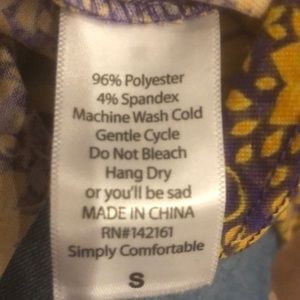 96% Polyester
4% Spandex
Machine Wash Cold
Gentle Cycle
Do Not Bleach
Hang Dry
or you'll be sad
MADE IN CHINA
RN#142161
Simply Comfortable
S